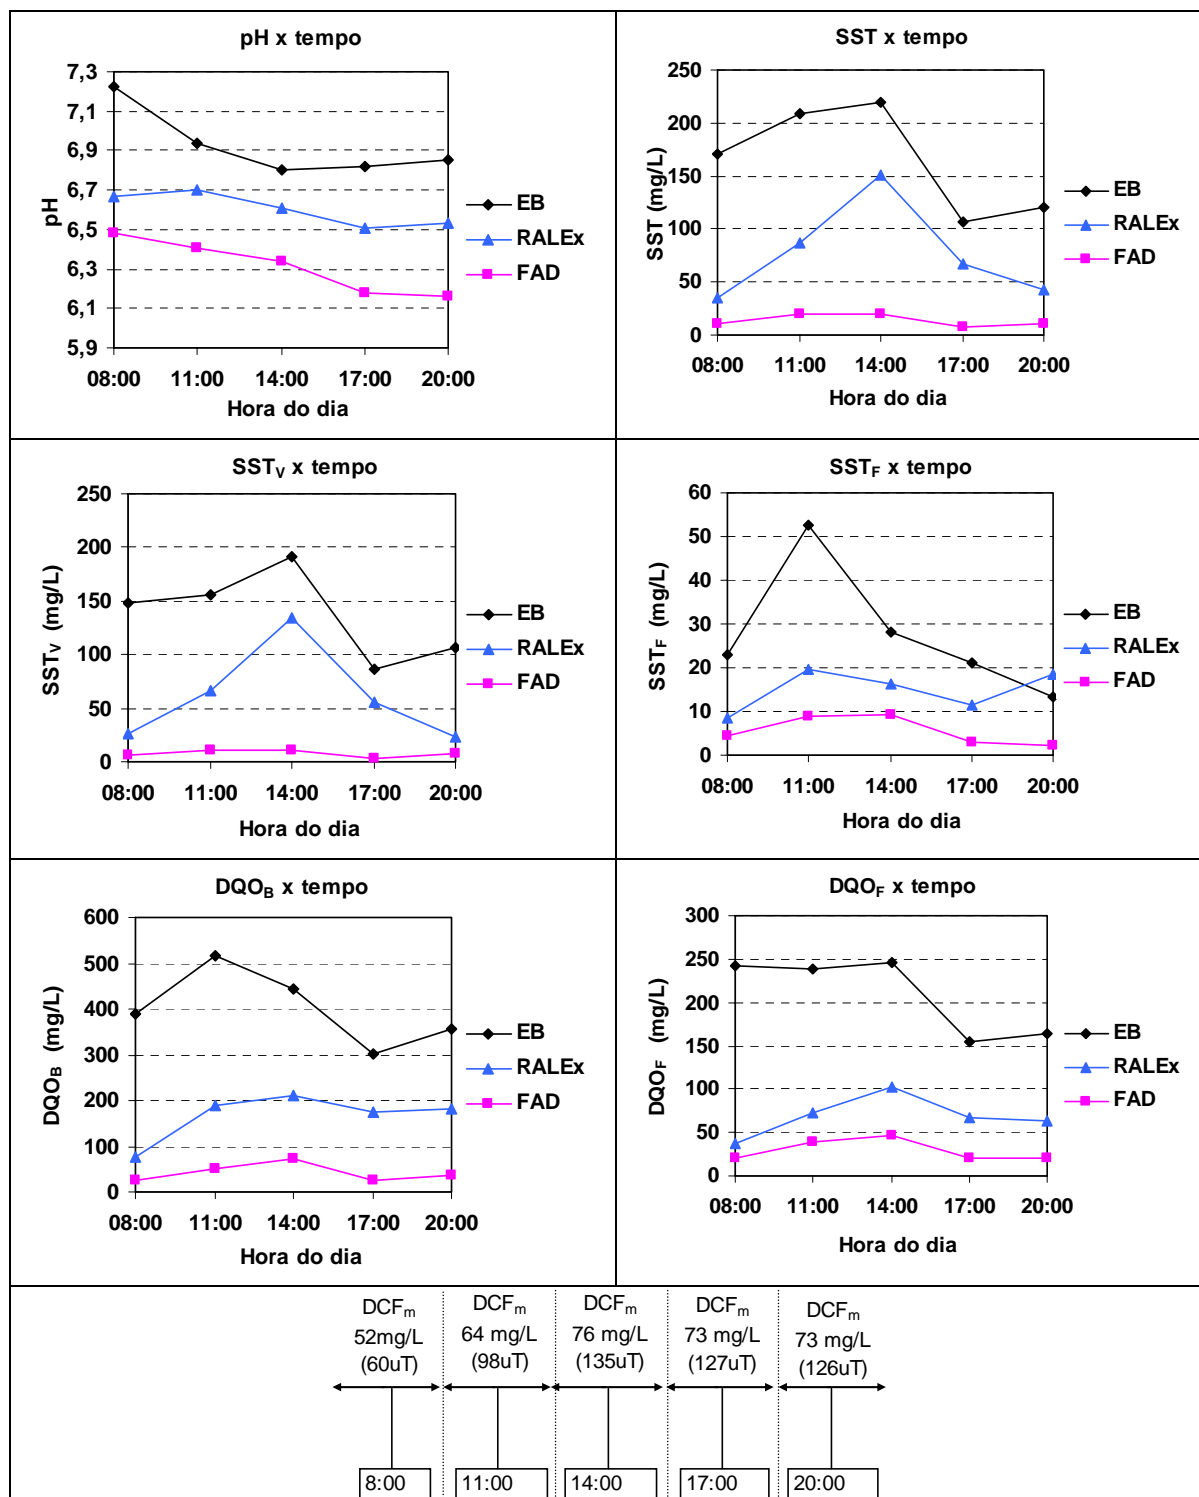 pH x tempo
7,3
7,1
6,9
6,7
6,5
6,3
6,1
5,9
pH
08:00 11:00 14:00 17:00 20:00
Hora do dia
EB
RALEx
FAD
SST x tempo
250
200
150
100
50
0
SST (mg/L)
08:00 11:00 14:00 17:00 20:00
Hora do dia
EB
RALEx
FAD
SSTV x tempo
250
200
150
100
50
0
SSTV (mg/L)
08:00 11:00 14:00 17:00 20:00
Hora do dia
EB
RALEx
FAD
SSTF x tempo
60
50
40
30
20
10
0
SSTF (mg/L)
08:00 11:00 14:00 17:00 20:00
Hora do dia
EB
RALEx
FAD
DQOB x tempo
600
500
400
300
200
100
0
DQOB (mg/L)
08:00 11:00 14:00 17:00 20:00
Hora do dia
EB
RALEx
FAD
DQOF x tempo
300
250
200
150
100
50
0
DQOF (mg/L)
08:00 11:00 14:00 17:00 20:00
Hora do dia
EB
RALEx
FAD
DCFm DCFm DCFm DCFm DCFm
52mg/L 64 mg/L 76 mg/L 73 mg/L 73 mg/L
(60uT) (98uT) (135uT) (127uT) (126uT)
8:00 11:00 14:00 17:00 20:00